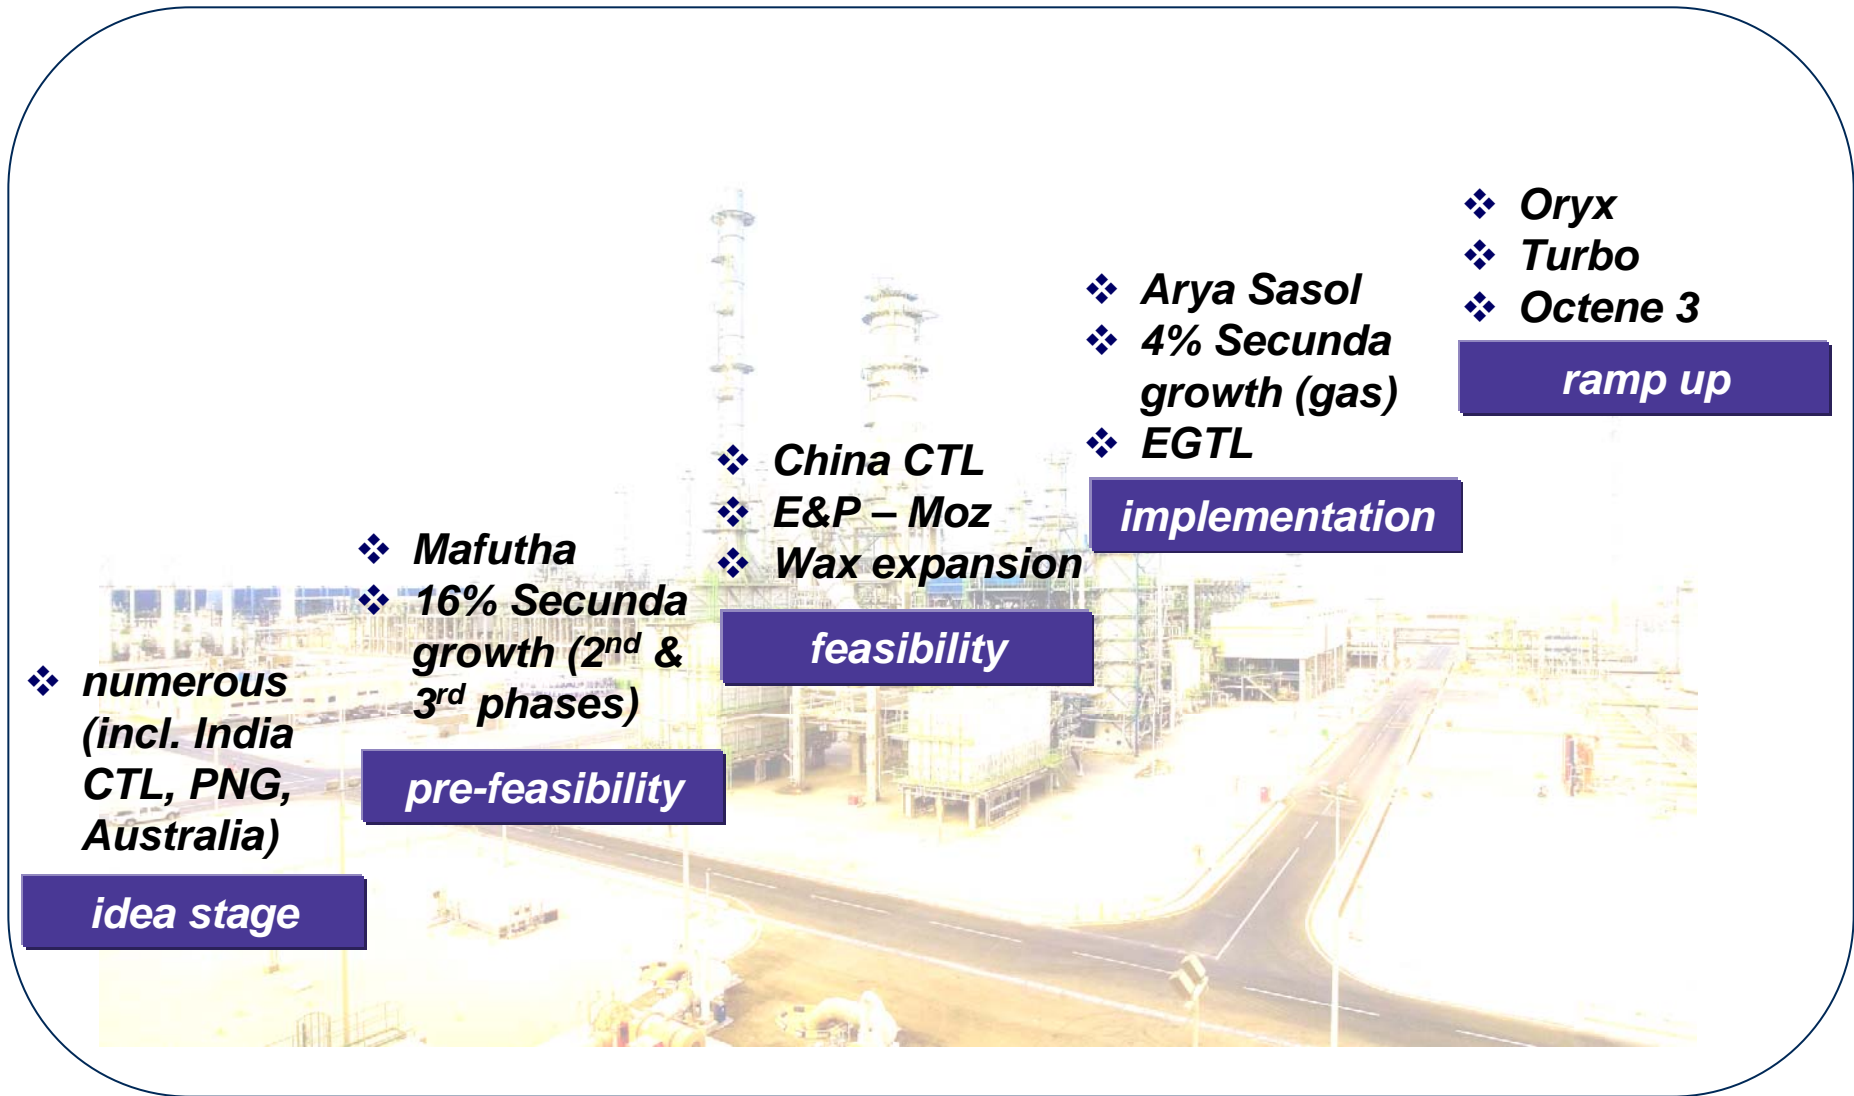 numerous
(incl. India
CTL, PNG,
Australia)
idea stage
Mafutha
16% Secunda
growth (2nd &
3rd phases)
pre-feasibility
China CTL
E&P – Moz
Wax expansion
feasibility
Arya Sasol
4% Secunda
growth (gas)
EGTL
implementation
Oryx
Turbo
Octene 3
ramp up